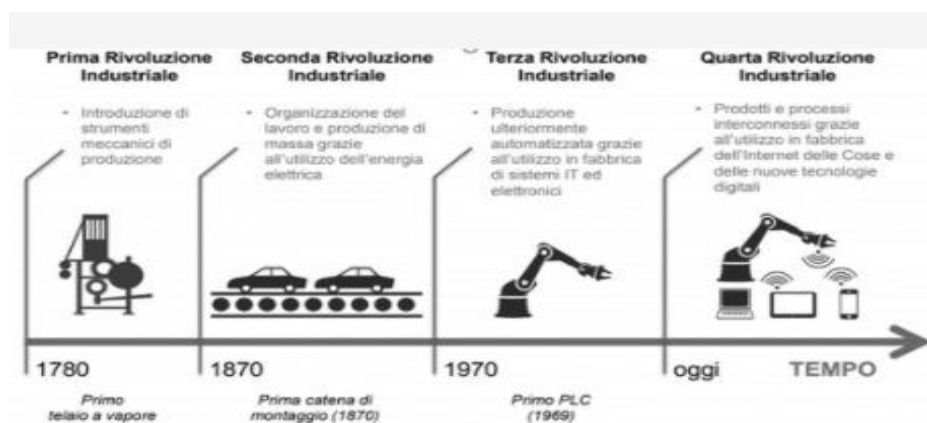 Prima Rivoluzione
Industriale
Introduzione di
strumenti
meccanici di
produzione
Seconda Rivoluzione
Industriale
Organizzazione del
lavoro e produzione di
massa grazie
all'utilizzo dell'energia
elettrica
Terza Rivoluzione
Industriale
Produzione
ulteriormente
automatizzata grazie
all'utilizzo in fabbrica
di sistemi IT ed
elettronici
Quarta Rivoluzione
Industriale
Prodotti e processi
interconnessi grazie
all'utilizzo in fabbrica
dell'Internet delle Cose e
delle nuove tecnologie
digitali
1780
1870
1970
oggi
TEMPO
Primo
telaio a vapore
Prima catena di
montaggio (1870)
Primo PLC
(1969)